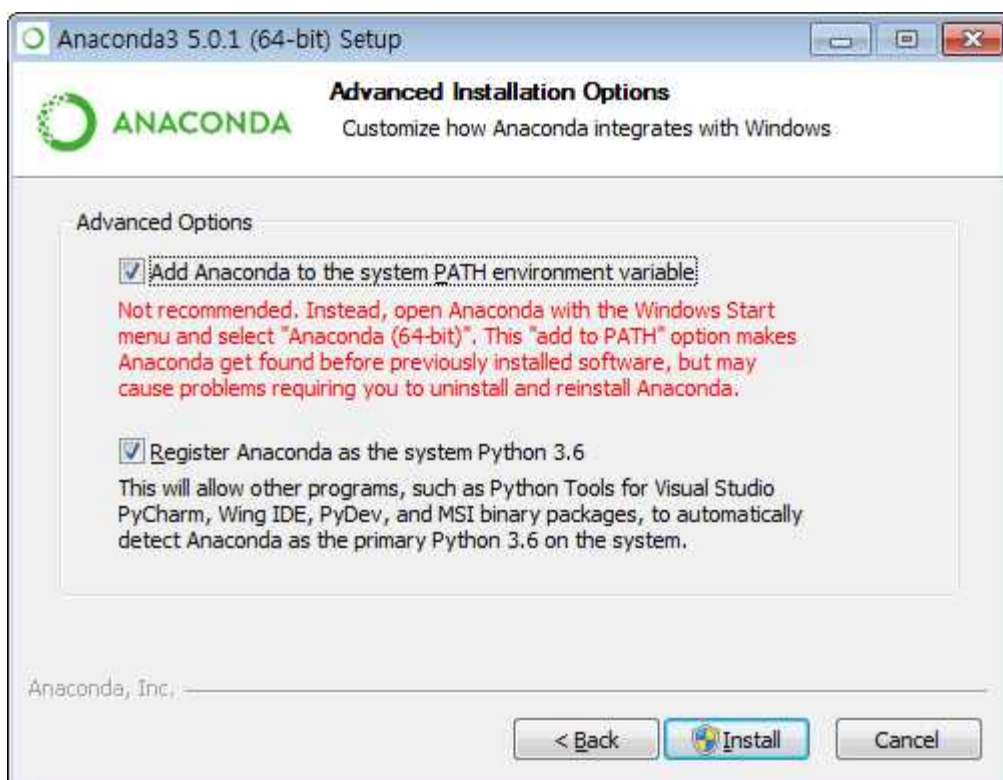 Anaconda3 5.0.1 (64-bit) Setup
ANACONDA
Advanced Installation Options
Customize how Anaconda integrates with Windows
Advanced Options
Add Anaconda to the system PATH environment variable
Not recommended. Instead, open Anaconda with the Windows Start
menu and select "Anaconda (64-bit)". This "add to PATH" option makes
Anaconda get found before previously installed software, but may
cause problems requiring you to uninstall and reinstall Anaconda.
Register Anaconda as the system Python 3.6
This will allow other programs, such as Python Tools for Visual Studio
PyCharm, Wing IDE, PyDev, and MSI binary packages, to automatically
detect Anaconda as the primary Python 3.6 on the system.
Anaconda, Inc.
< Back
Install
Cancel